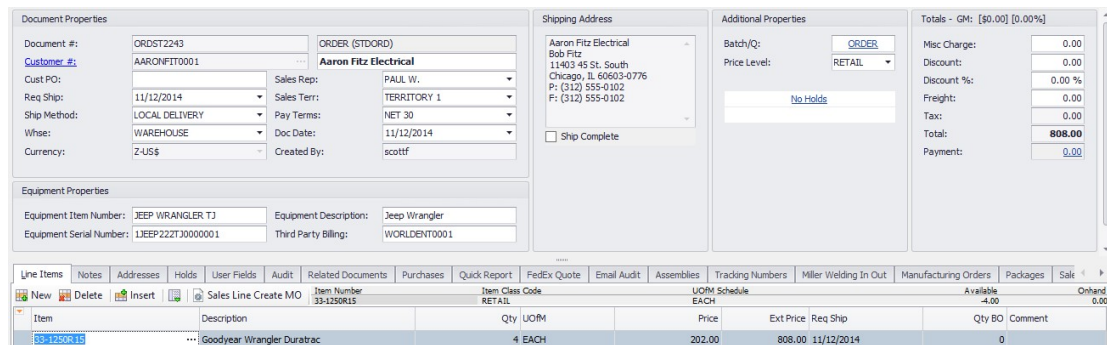 Document Properties
Document #: ORDST2243 ORDER (STDORD)
Customer #: AARONFIT0001 ... Aaron Fitz Electrical
Cust PO: Sales Rep: PAUL W.
Req Ship: 11/12/2014 Sales Terr: TERRITORY 1
Ship Method: LOCAL DELIVERY Pay Terms: NET 30
Whse: WAREHOUSE Doc Date: 11/12/2014
Currency: Z-US$ Created By: scottf
Equipment Properties
Equipment Item Number: JEEP WRANGLER TJ Equipment Description: Jeep Wrangler
Equipment Serial Number: 1JEEP222TJ0000001 Third Party Billing: WORLDENT0001
Shipping Address
Aaron Fitz Electrical
Bob Fitz
11403 45 St. South
Chicago, IL 60603-0776
P: (312) 555-0102
F: (312) 555-0102
Ship Complete
Additional Properties
Batch/Q: ORDER
Price Level: RETAIL
No Holds
Totals - GM: [$0.00] [0.00%]
Misc Charge: 0.00
Discount: 0.00
Discount %: 0.00 %
Freight: 0.00
Tax: 0.00
Total: 808.00
Payment: 0.00
Line Items Notes Addresses Holds User Fields Audit Related Documents Purchases Quick Report FedEx Quote Email Audit Assemblies Tracking Numbers Miller Welding In Out Manufacturing Orders Packages Sale
New Delete Insert Sales Line Create MO Item Number Item Class Code UOfM Schedule Available Onhand
33-1250R15 RETAIL EACH -4.00 0.00
Item Description Qty UOfM Price Ext Price Req Ship Qty BO Comment
33-1250R15 ... Goodyear Wrangler Duratrac 4 EACH 202.00 808.00 11/12/2014 0